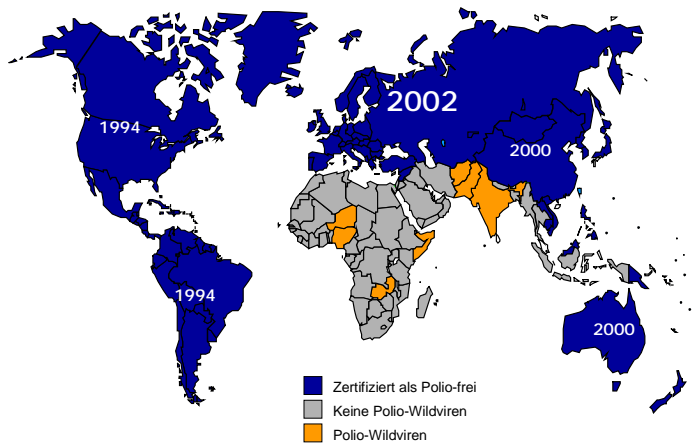 2002
1994
2000
1994
2000
Zertifiziert als Polio-frei
Keine Polio-Wildviren
Polio-Wildviren